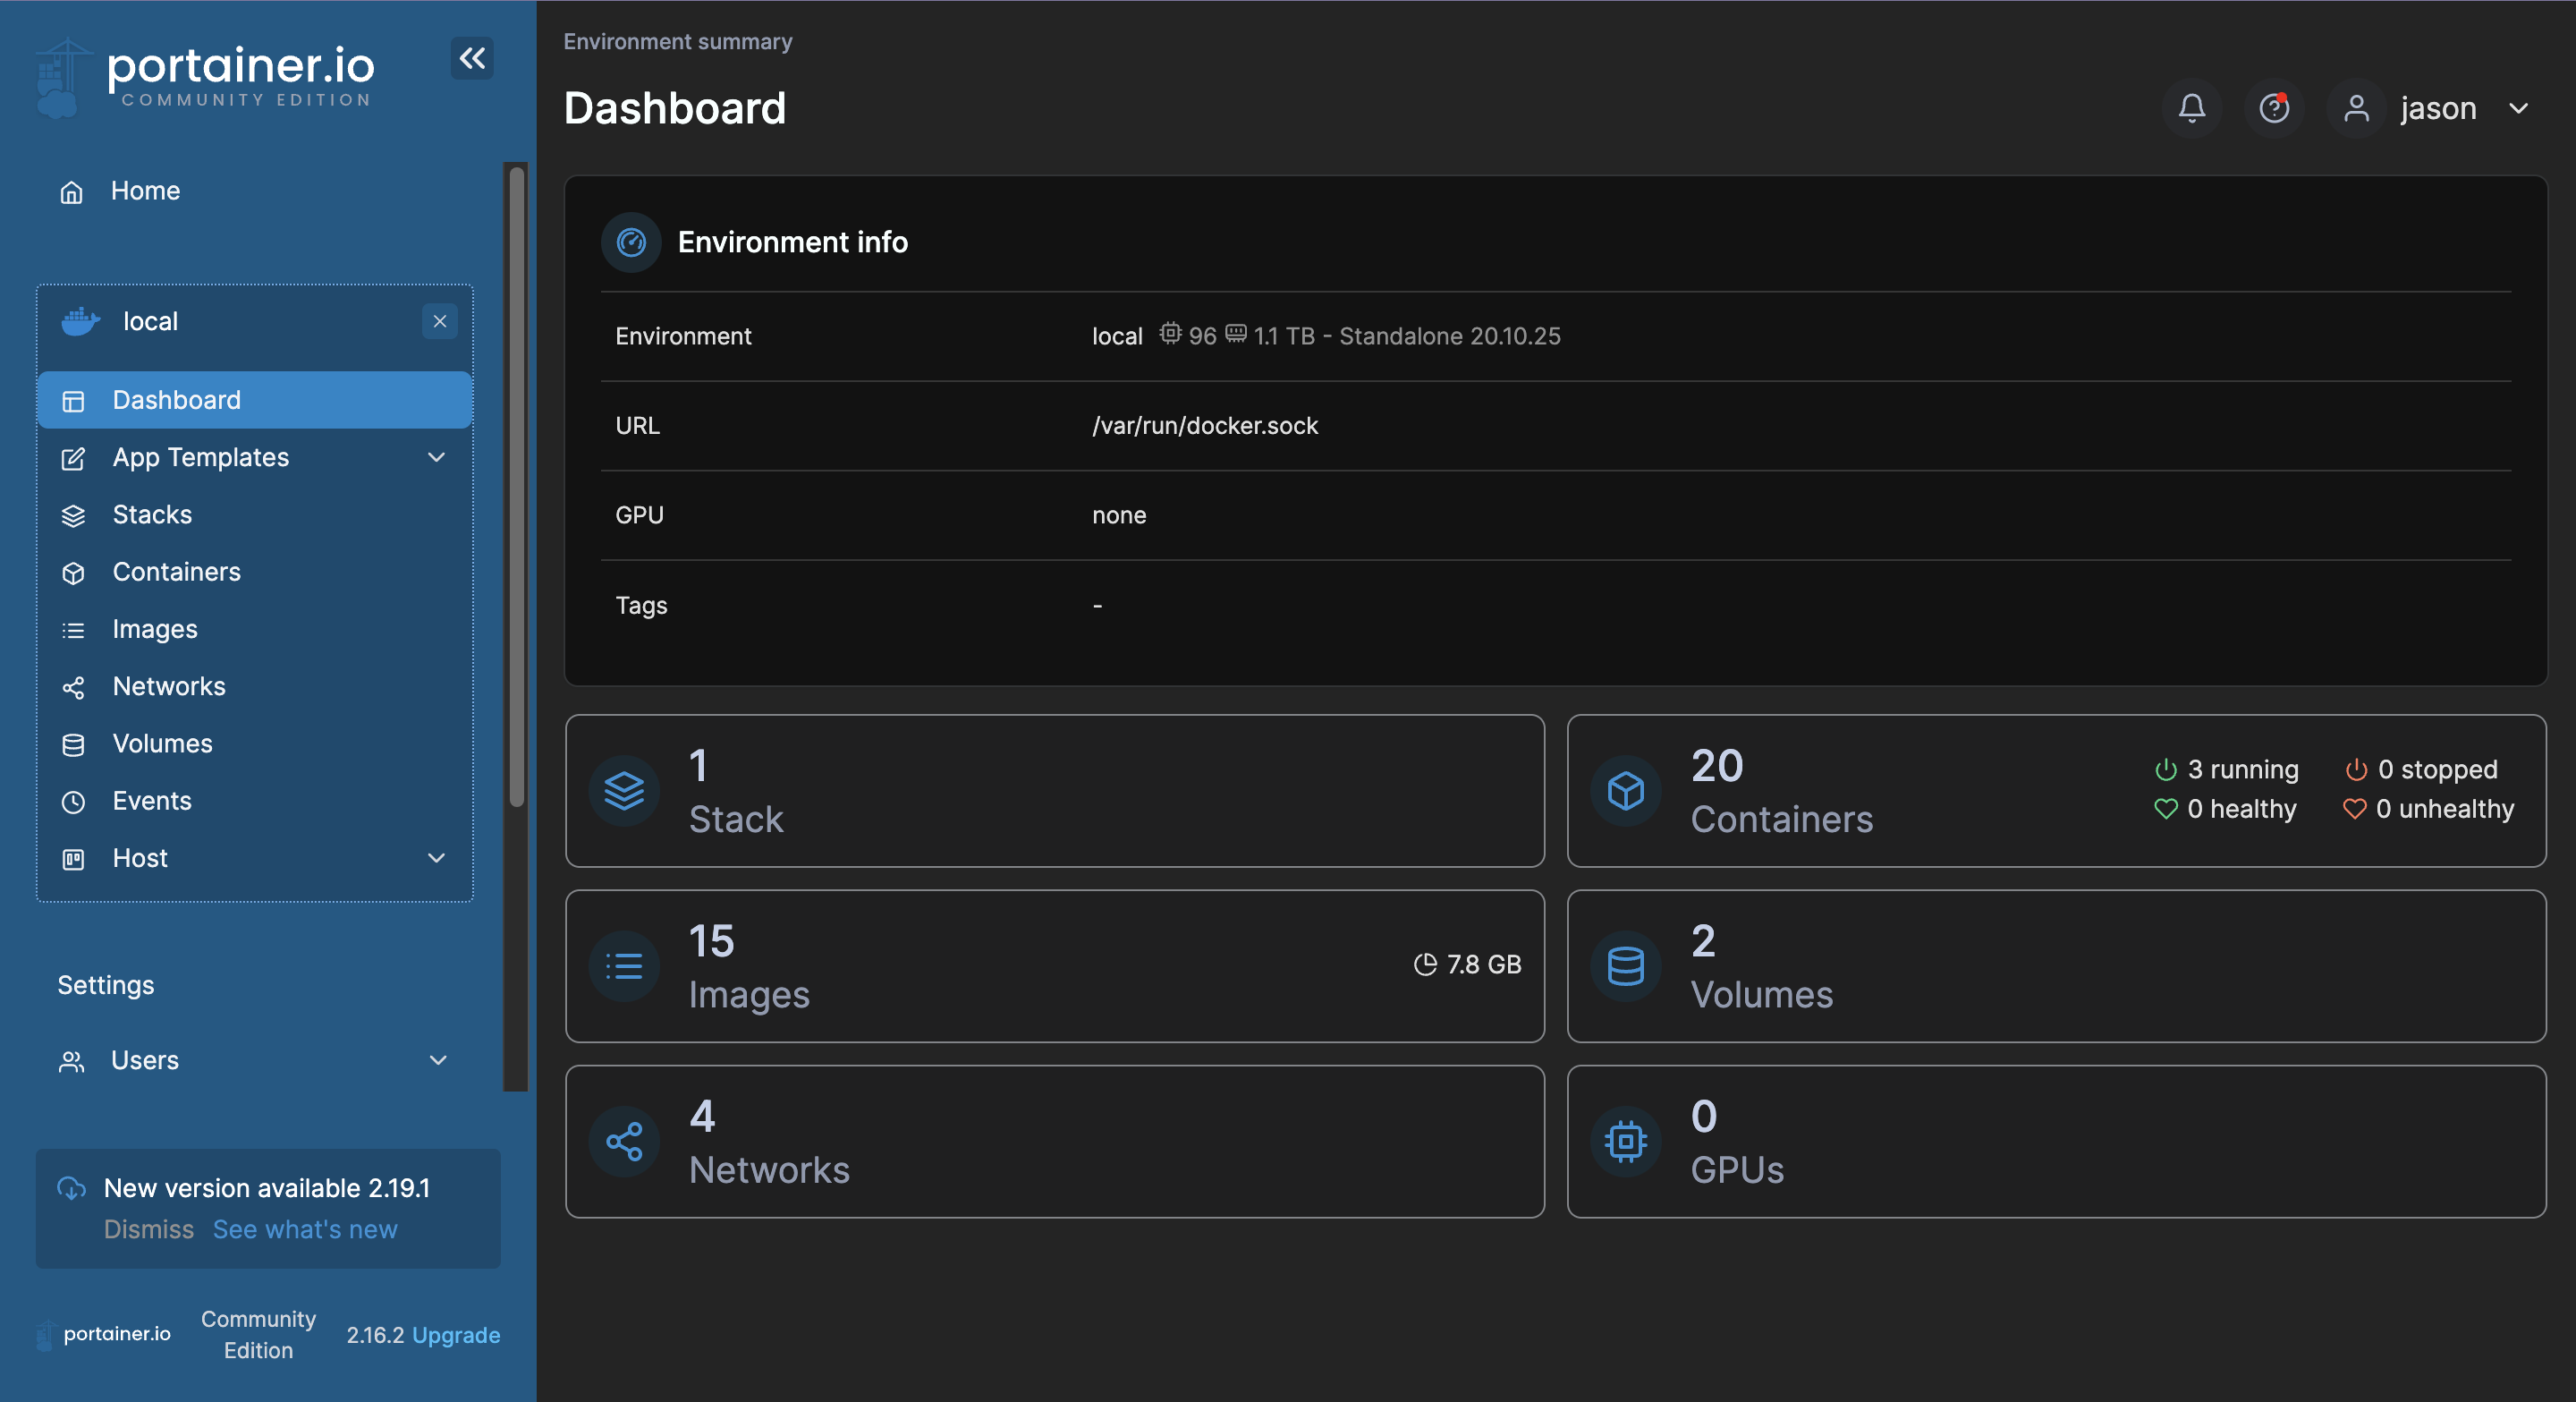 portainer.io
COMMUNITY EDITION
Home
local
Dashboard
App Templates
Stacks
Containers
Images
Networks
Volumes
Events
Host
Settings
Users
New version available 2.19.1
Dismiss See what's new
portainer.io
Community
Edition
2.16.2 Upgrade
Environment summary
Dashboard
jason
Environment info
Environment local 96 1.1 TB - Standalone 20.10.25
URL /var/run/docker.sock
GPU none
Tags -
1
Stack
20
Containers
3 running 0 stopped
0 healthy 0 unhealthy
15
Images
7.8 GB
2
Volumes
4
Networks
0
GPUs